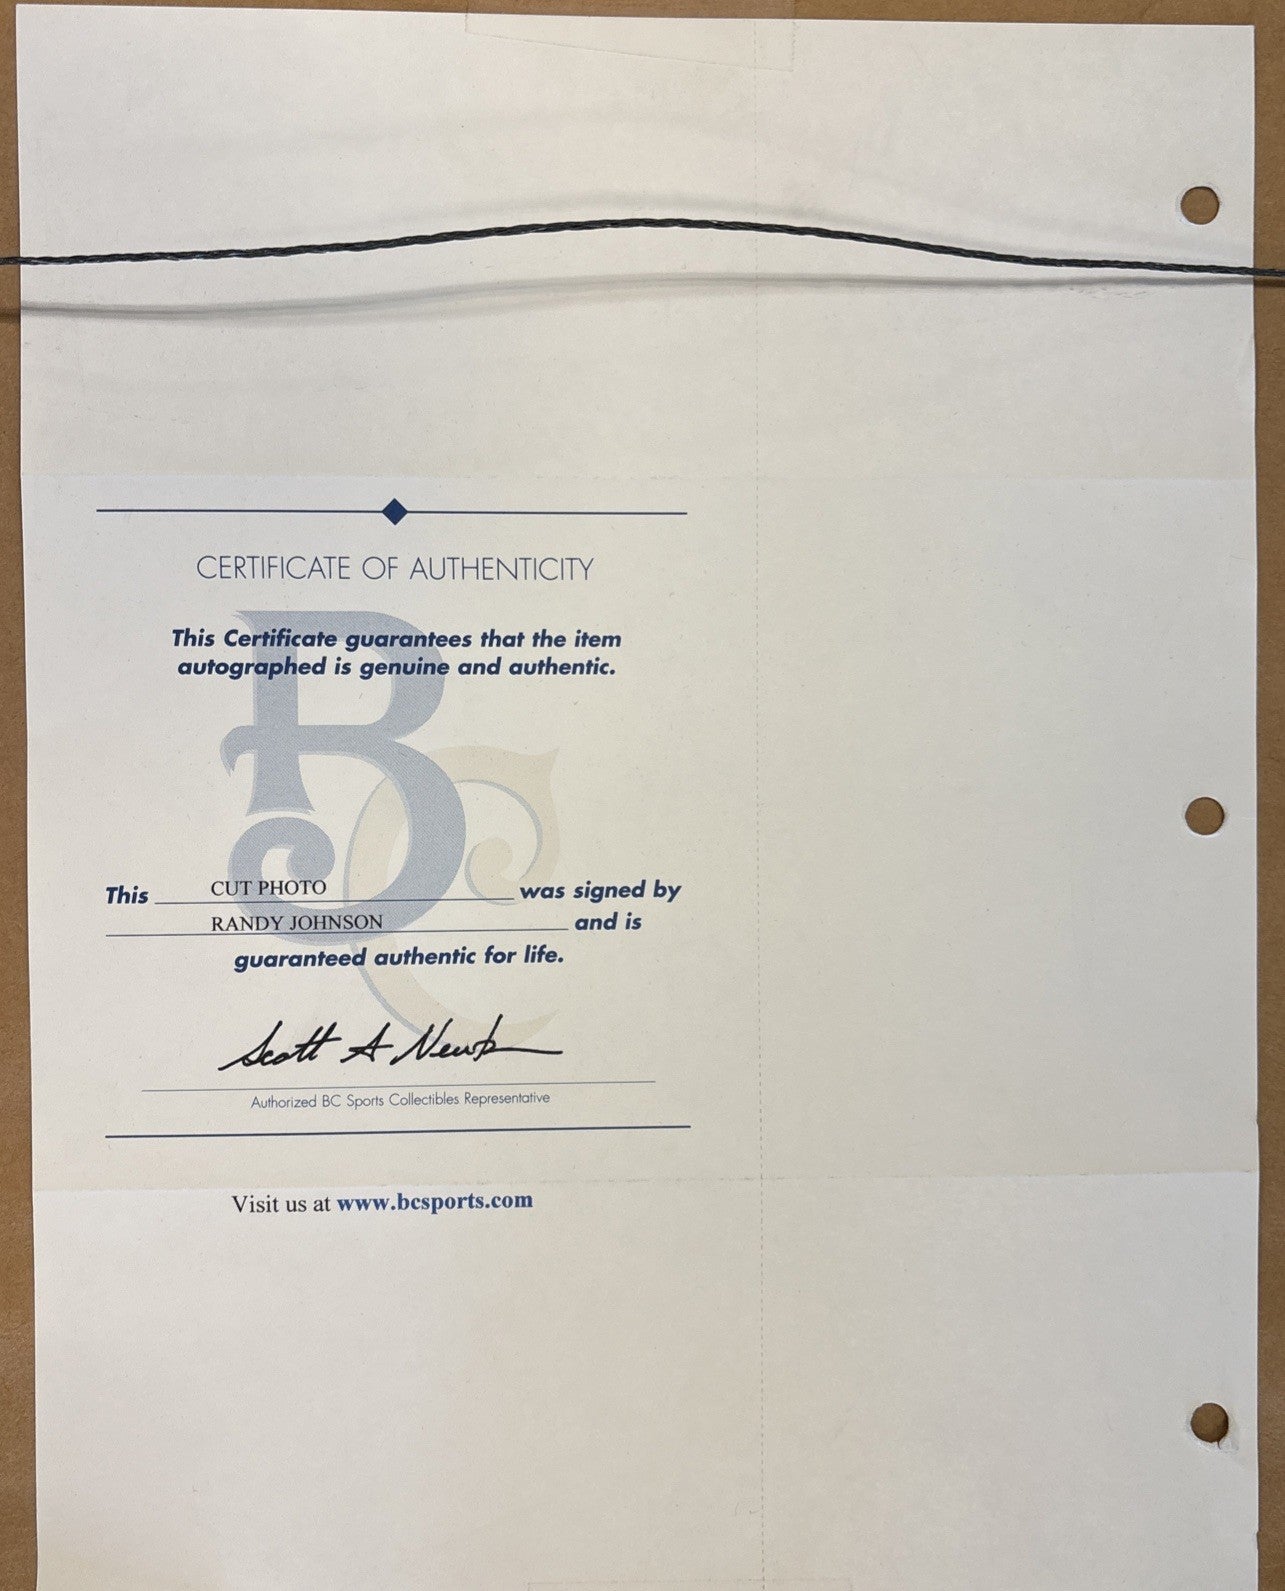 CERTIFICATE OF AUTHENTICITY
This Certificate guarantees that the item
autographed is genuine and authentic.
BC
This CUT PHOTO was signed by
RANDY JOHNSON and is
guaranteed authentic for life.
Scott A
Authorized BC Sports Collectibles Representative
Visit us at www.bcsports.com